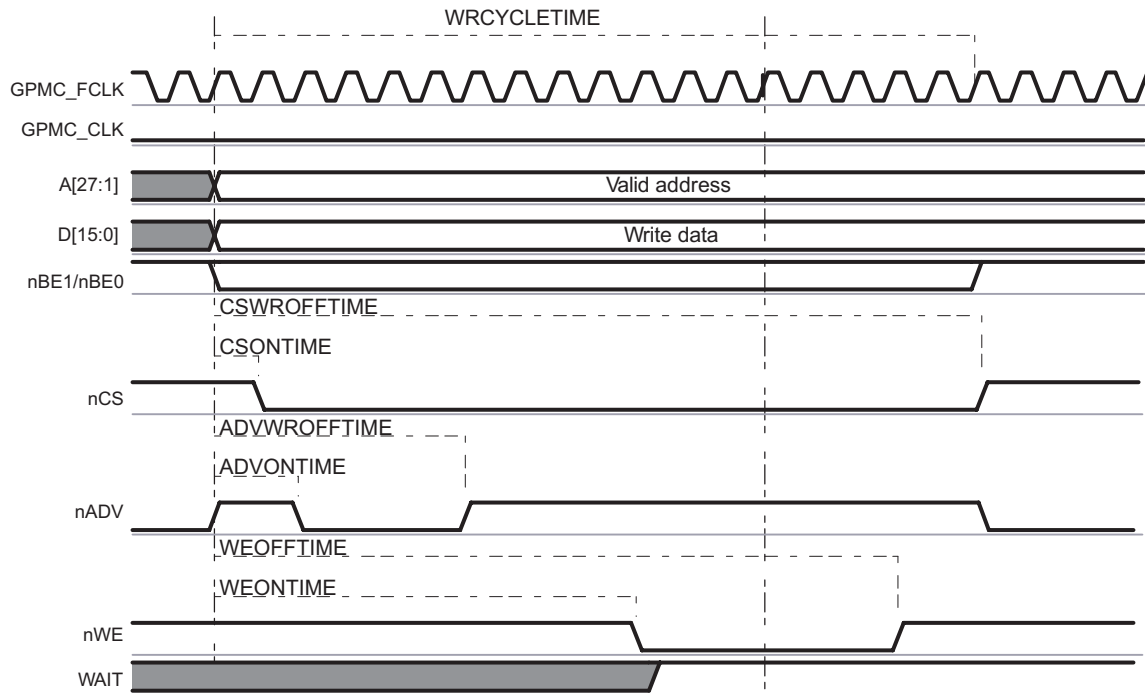 WRCYCLETIME
GPMC_FCLK
GPMC_CLK
A[27:1]
Valid address
D[15:0]
Write data
nBE1/nBE0
CSWROFFTIME
CSONTIME
nCS
ADVWROFFTIME
ADVONTIME
nADV
WEOFFTIME
WEONTIME
nWE
WAIT